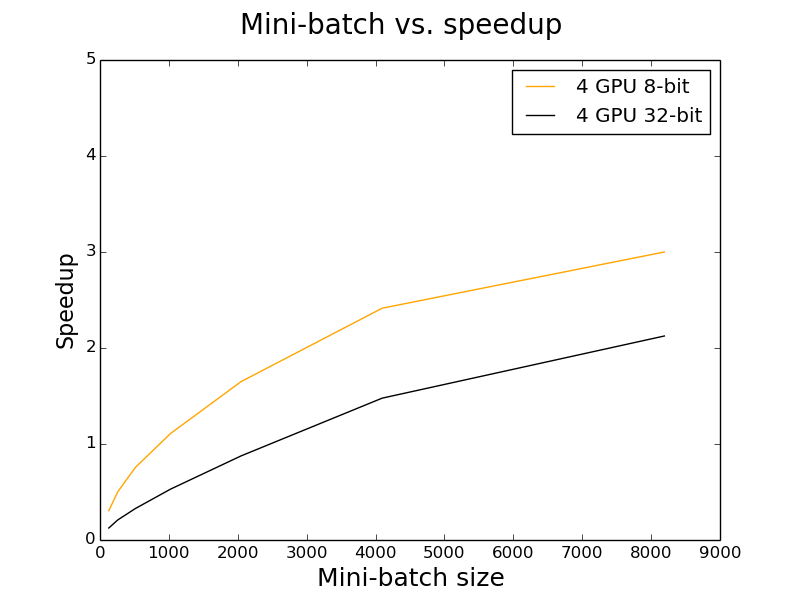 Mini-batch vs. speedup
4 GPU 8-bit
4 GPU 32-bit
5
4
3
2
1
0
Speedup
0 1000 2000 3000 4000 5000 6000 7000 8000 9000
Mini-batch size